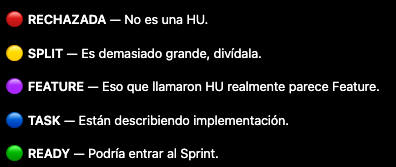 RECHAZADA — No es una HU.
SPLIT — Es demasiado grande, divídala.
FEATURE — Eso que llamaron HU realmente parece Feature.
TASK — Están describiendo implementación.
READY — Podría entrar al Sprint.